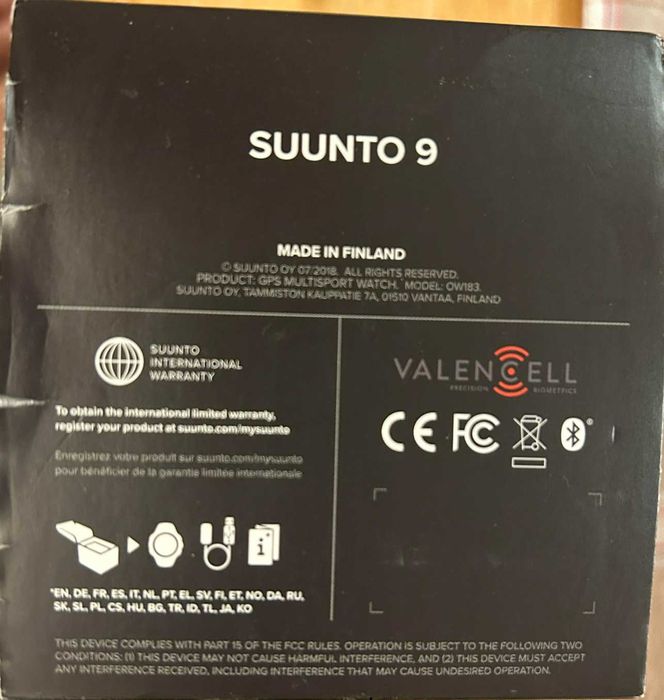 SUUNTO 9
MADE IN FINLAND
© SUUNTO OY 07/2018. ALL RIGHTS RESERVED.
PRODUCT: GPS MULTISPORT WATCH. MODEL: OW183.
SUUNTO OY, TAMMISTON KAUPPATIE 7A, 01510 VANTAA, FINLAND
SUUNTO
INTERNATIONAL
WARRANTY
To obtain the international limited warranty,
register your product at suunto.com/mysuunto
Enregistrez votre produit sur suunto.com/mysuunto
pour bénéficier de la garantie limitée internationale
*EN, DE, FR, ES, IT, NL, PT, EL, SV, FI, ET, NO, DA, RU,
SK, SL, PL, CS, HU, BG, TR, ID, TL, JA, KO
VALENCELL
PRECISION BIOMETRICS
CE FC
THIS DEVICE COMPLIES WITH PART 15 OF THE FCC RULES. OPERATION IS SUBJECT TO THE FOLLOWING TWO
CONDITIONS: (1) THIS DEVICE MAY NOT CAUSE HARMFUL INTERFERENCE, AND (2) THIS DEVICE MUST ACCEPT
ANY INTERFERENCE RECEIVED, INCLUDING INTERFERENCE THAT MAY CAUSE UNDESIRED OPERATION.